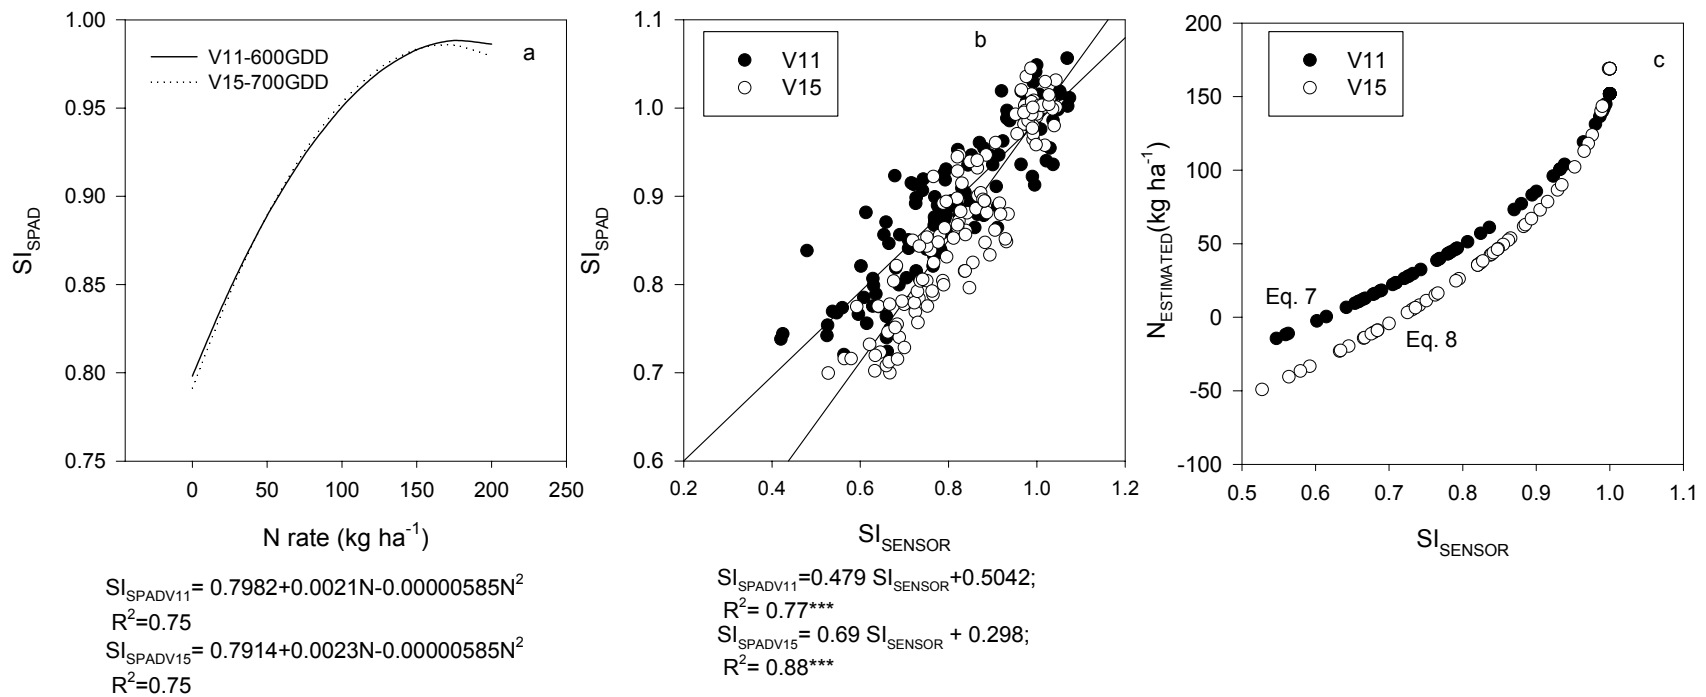 1.00
0.95
0.90
0.85
0.80
0.75
SI_SPAD
V11-600GDD
V15-700GDD
a
0 50 100 150 200 250
N rate (kg ha^-1)
SI_SPADV11= 0.7982+0.0021N-0.00000585N^2
R^2=0.75
SI_SPADV15= 0.7914+0.0023N-0.00000585N^2
R^2=0.75
1.1
1.0
0.9
0.8
0.7
0.6
SI_SPAD
V11
V15
b
0.2 0.4 0.6 0.8 1.0 1.2
SI_SENSOR
SI_SPADV11=0.479 SI_SENSOR+0.5042;
R^2= 0.77***
SI_SPADV15= 0.69 SI_SENSOR + 0.298;
R^2= 0.88***
200
150
100
50
0
-50
-100
N_ESTIMATED(kg ha^-1)
V11
V15
c
Eq. 7
Eq. 8
0.5 0.6 0.7 0.8 0.9 1.0 1.1
SI_SENSOR